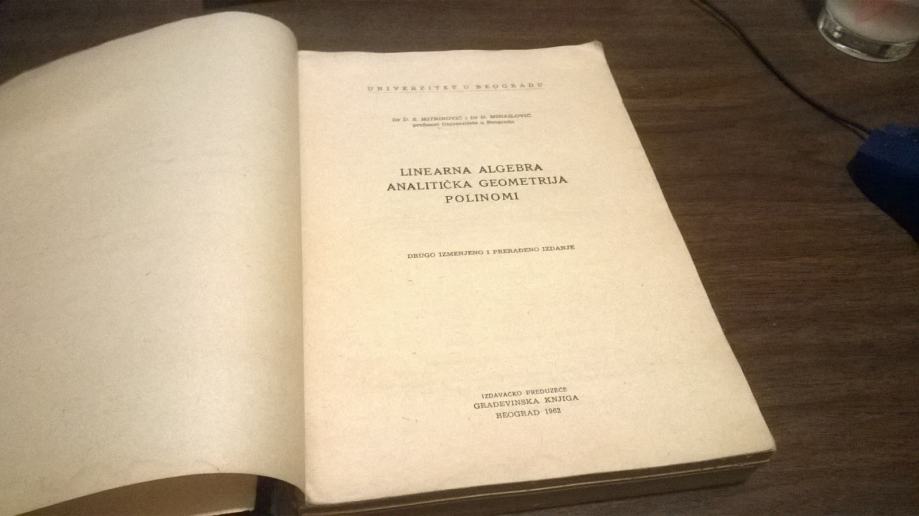 UNIVERZITET U BEOGRADU
Dr D. S. MITRINOVIĆ i Dr D. MIHAILOVIĆ
profesori Univerziteta u Beogradu
LINEARNA ALGEBRA
ANALITIČKA GEOMETRIJA
POLINOMI
DRUGO IZMENJENO I PRERAĐENO IZDANJE
IZDAVAČKO PREDUZEĆE
GRAĐEVINSKA KNJIGA
BEOGRAD 1962